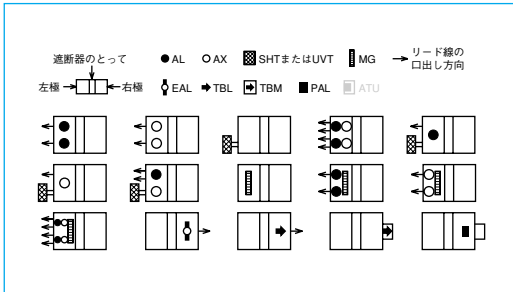 遮断器のとって
左極
右極
AL
AX
SHTまたはUVT
MG
リード線の
口出し方向
EAL
TBL
TBM
PAL
ATU